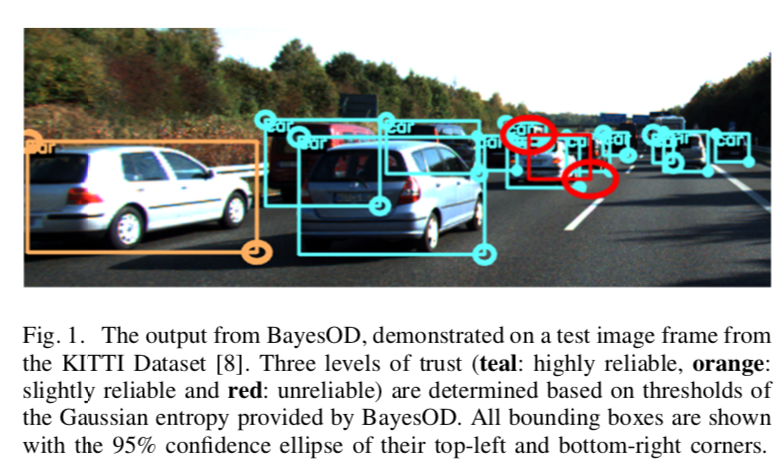 car
car
car
car
car
car
car
Fig. 1. The output from BayesOD, demonstrated on a test image frame from
the KITTI Dataset [8]. Three levels of trust (teal: highly reliable, orange:
slightly reliable and red: unreliable) are determined based on thresholds of
the Gaussian entropy provided by BayesOD. All bounding boxes are shown
with the 95% confidence ellipse of their top-left and bottom-right corners.